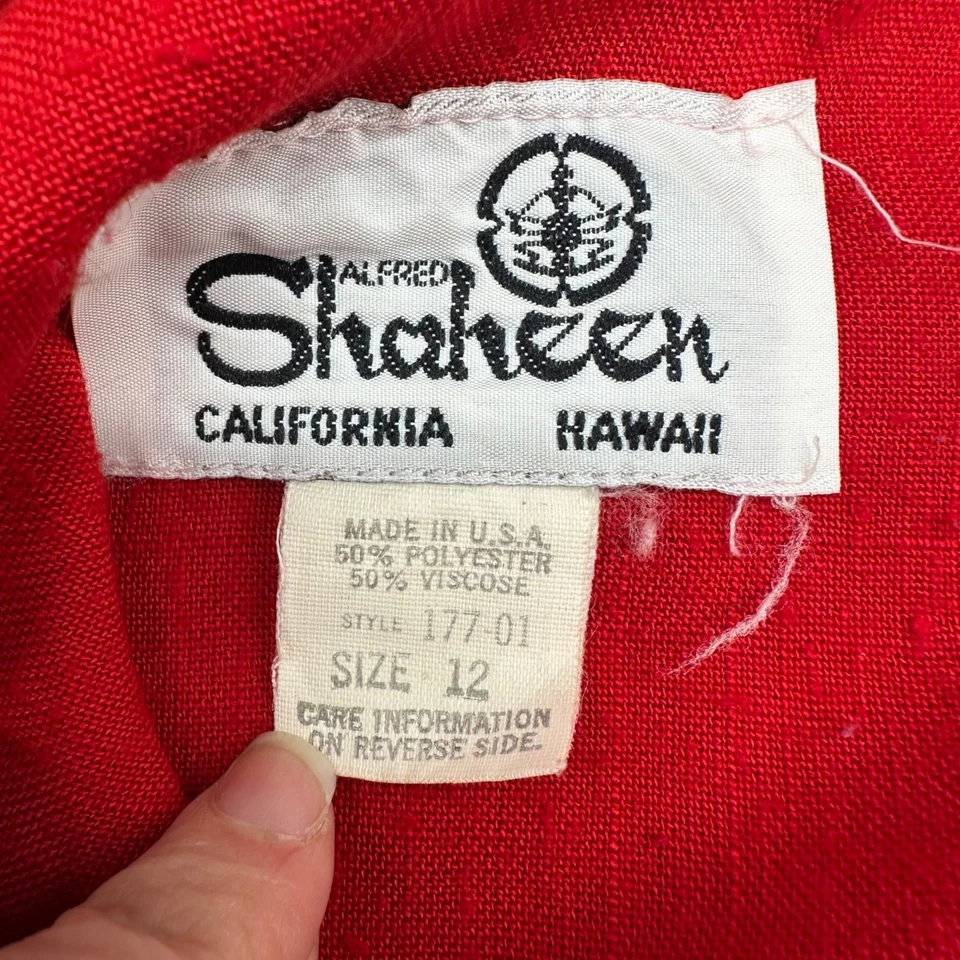 ALFRED
Shaheen
CALIFORNIA HAWAII
MADE IN U.S.A.
50% POLYESTER
50% VISCOSE
STYLE 177-01
SIZE 12
CARE INFORMATION
ON REVERSE SIDE.